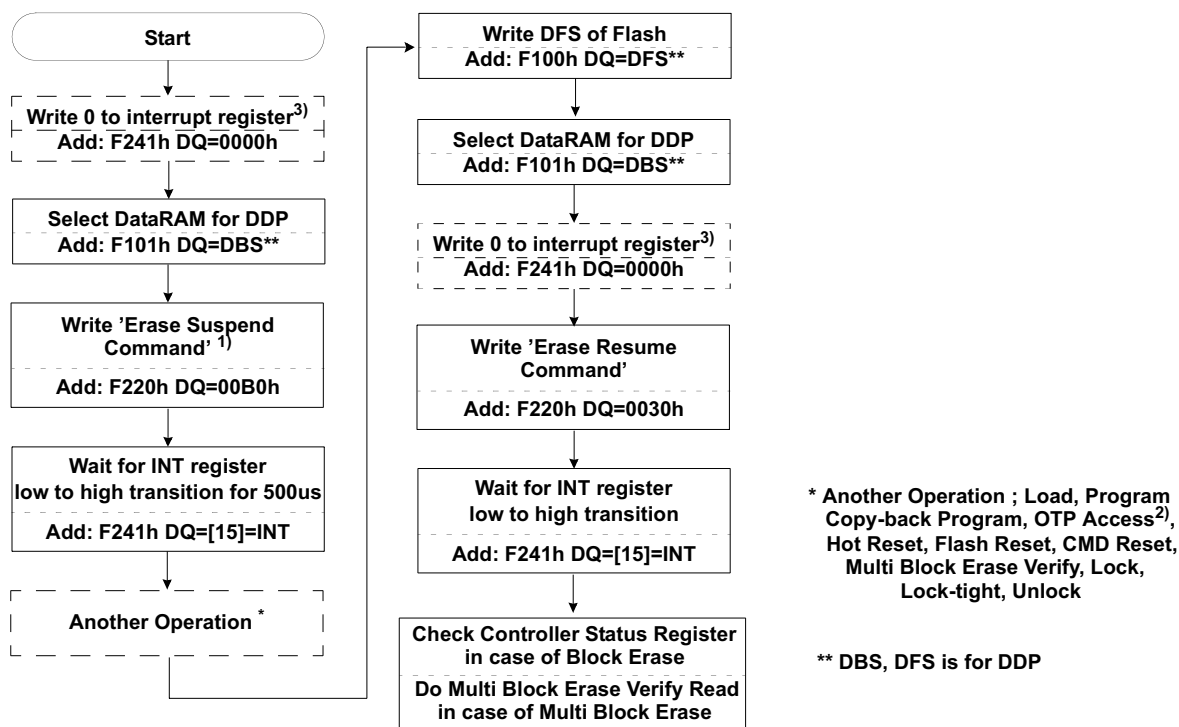 Start
Write 0 to interrupt register3)
Add: F241h DQ=0000h
Select DataRAM for DDP
Add: F101h DQ=DBS**
Write ’Erase Suspend
Command’ 1)
Add: F220h DQ=00B0h
Wait for INT register
low to high transition for 500us
Add: F241h DQ=[15]=INT
Another Operation *
Write DFS of Flash
Add: F100h DQ=DFS**
Select DataRAM for DDP
Add: F101h DQ=DBS**
Write 0 to interrupt register3)
Add: F241h DQ=0000h
Write ’Erase Resume
Command’
Add: F220h DQ=0030h
Wait for INT register
low to high transition
Add: F241h DQ=[15]=INT
Check Controller Status Register
in case of Block Erase
Do Multi Block Erase Verify Read
in case of Multi Block Erase
* Another Operation ; Load, Program
Copy-back Program, OTP Access2),
Hot Reset, Flash Reset, CMD Reset,
Multi Block Erase Verify, Lock,
Lock-tight, Unlock
** DBS, DFS is for DDP